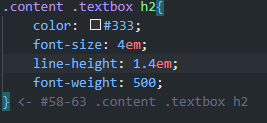 .content .textbox h2{
color: #333;
font-size: 4em;
line-height: 1.4em;
font-weight: 500;
} <- #58-63 .content .textbox h2